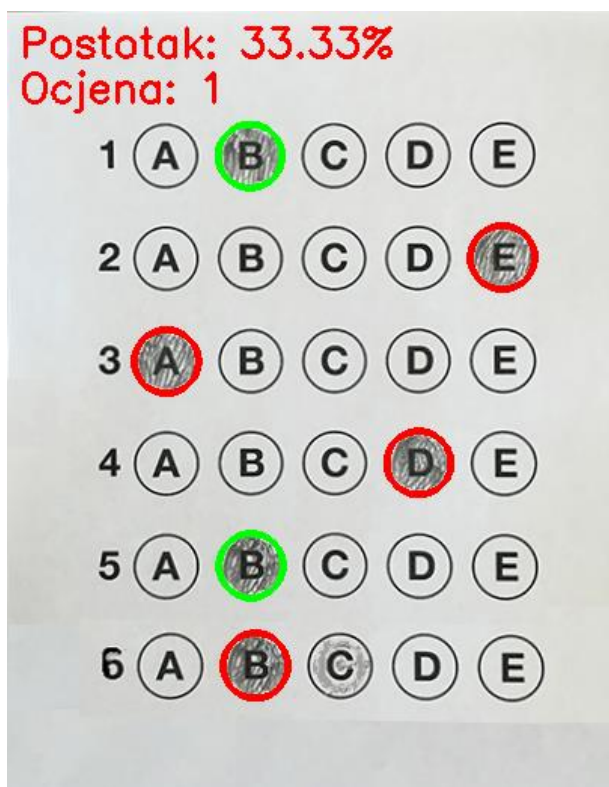 Postotak: 33.33%
Ocjena: 1
1 A B C D E
2 A B C D E
3 A B C D E
4 A B C D E
5 A B C D E
6 A B C D E